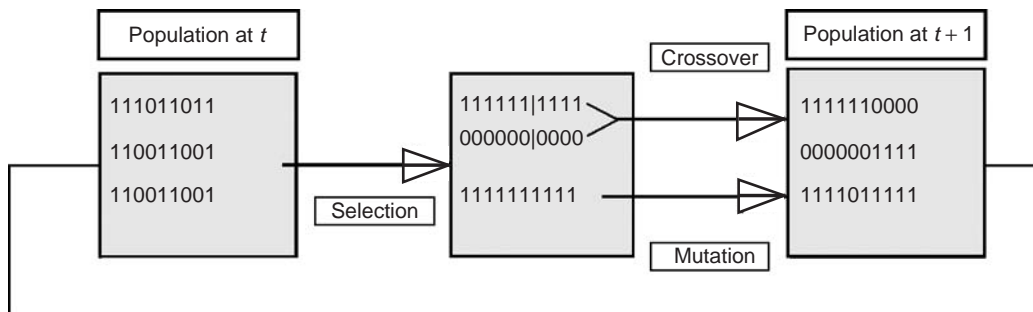 Population at t
111011011
110011001
110011001
Selection
111111|1111
000000|0000
1111111111
Crossover
Mutation
Population at t + 1
1111110000
0000001111
1111011111